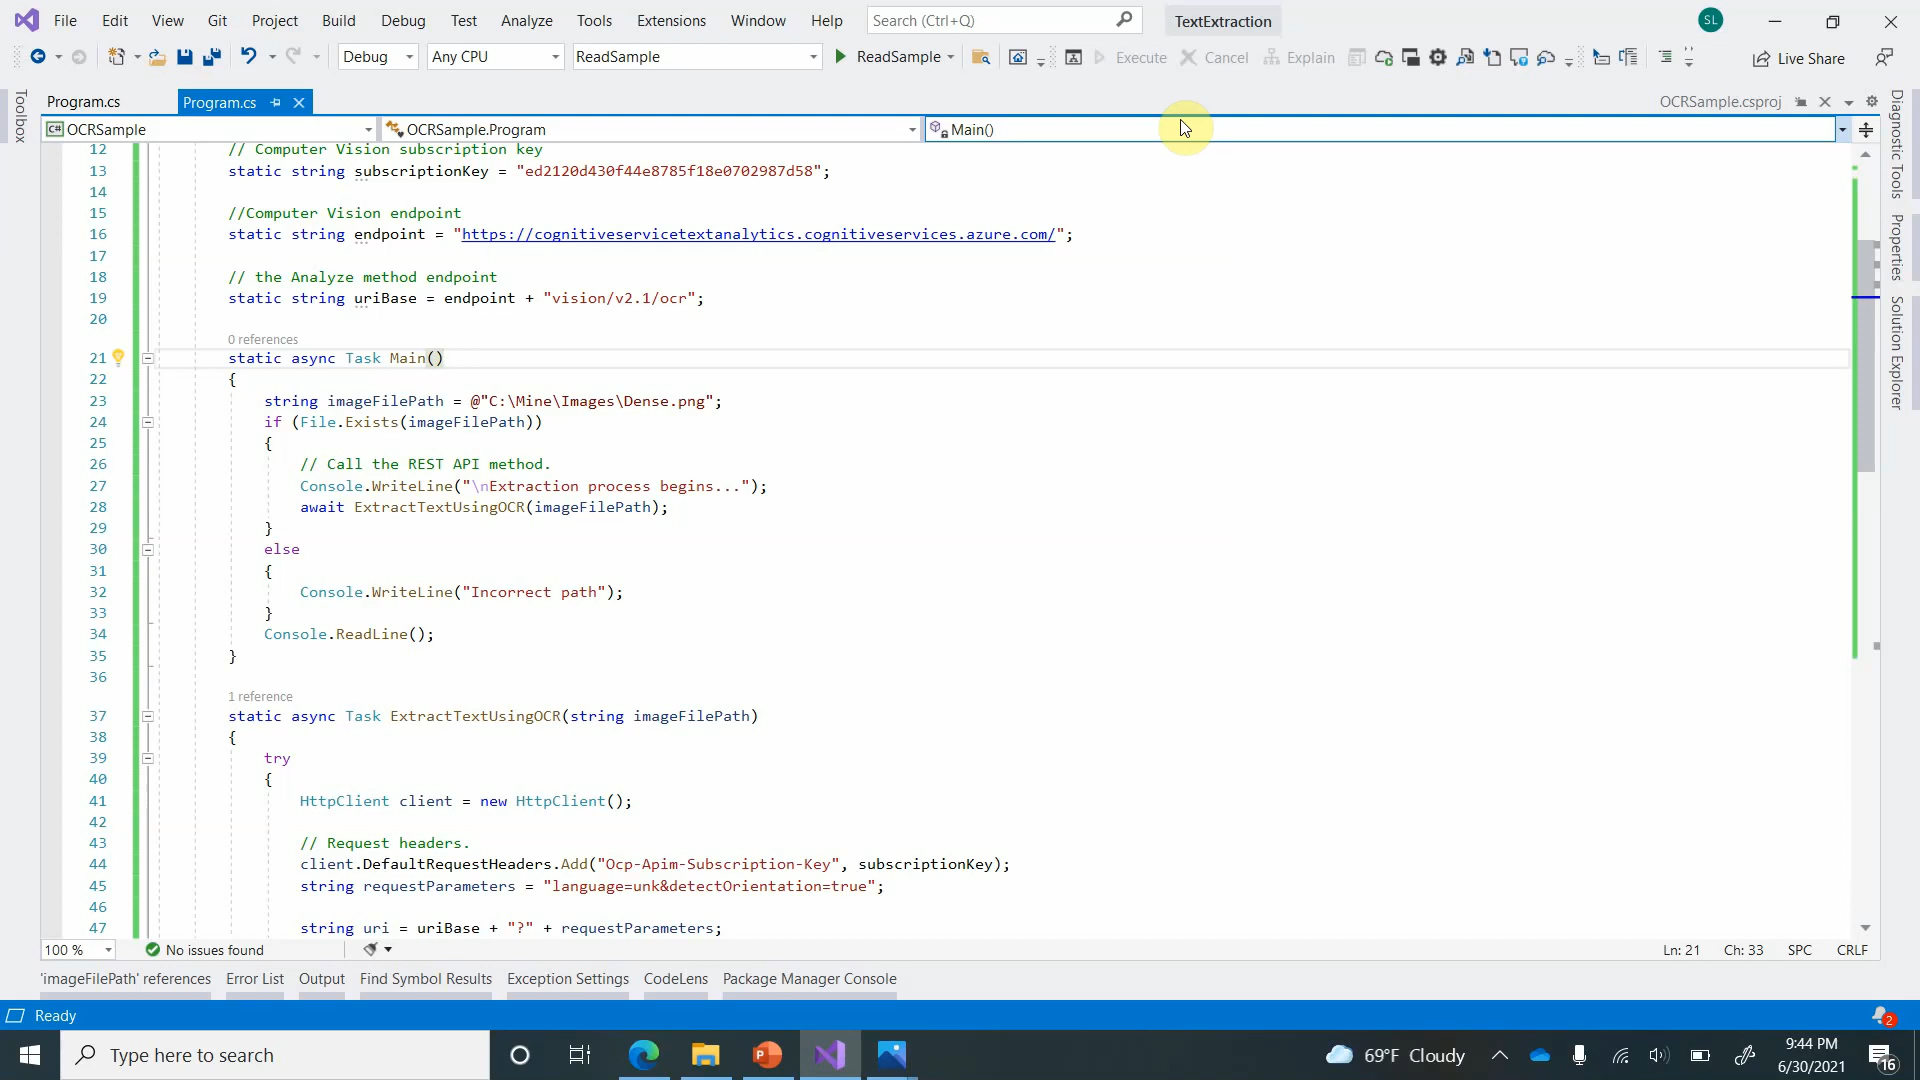 File Edit View Git Project Build Debug Test Analyze Tools Extensions Window Help Search (Ctrl+Q) TextExtraction SL
Debug Any CPU ReadSample ReadSample Execute Cancel Explain Live Share
Toolbox
Program.cs Program.cs OCRSample.csproj
C# OCRSample OCRSample.Program Main()
12 // Computer Vision subscription key
13 static string subscriptionKey = "ed2120d430f44e8785f18e0702987d58";
14
15 //Computer Vision endpoint
16 static string endpoint = "https://cognitiveservicetextanalytics.cognitiveservices.azure.com/";
17
18 // the Analyze method endpoint
19 static string uriBase = endpoint + "vision/v2.1/ocr";
20
0 references
21 static async Task Main()
22 {
23 string imageFilePath = @"C:\Mine\Images\Dense.png";
24 if (File.Exists(imageFilePath))
25 {
26 // Call the REST API method.
27 Console.WriteLine("\nExtraction process begins...");
28 await ExtractTextUsingOCR(imageFilePath);
29 }
30 else
31 {
32 Console.WriteLine("Incorrect path");
33 }
34 Console.ReadLine();
35 }
36
1 reference
37 static async Task ExtractTextUsingOCR(string imageFilePath)
38 {
39 try
40 {
41 HttpClient client = new HttpClient();
42
43 // Request headers.
44 client.DefaultRequestHeaders.Add("Ocp-Apim-Subscription-Key", subscriptionKey);
45 string requestParameters = "language=unk&detectOrientation=true";
46
47 string uri = uriBase + "?" + requestParameters;
Diagnostic Tools
Properties
Solution Explorer
100 % No issues found Ln: 21 Ch: 33 SPC CRLF
'imageFilePath' references Error List Output Find Symbol Results Exception Settings CodeLens Package Manager Console
Ready 2
Type here to search 69°F Cloudy 9:44 PM
6/30/2021 16